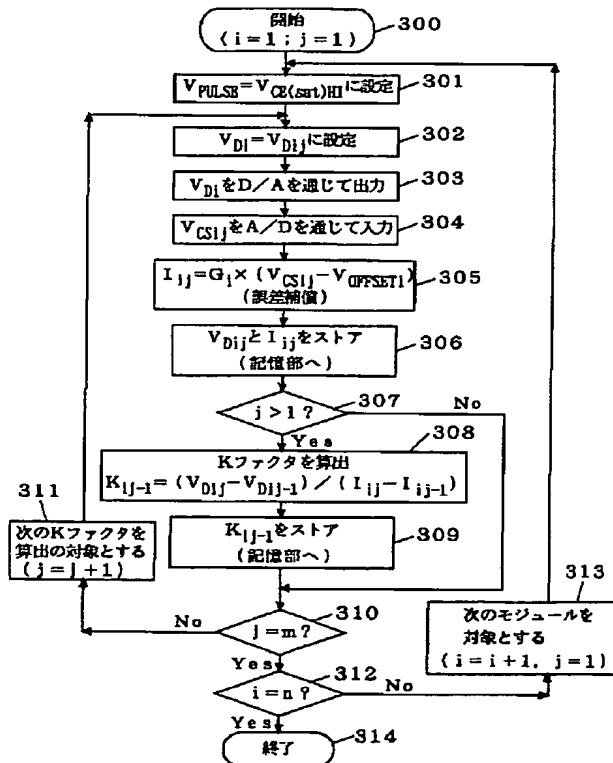 開始
(i=1;j=1)
300
V_PULSE=V_CE(sat)HIに設定
301
V_Di=V_Dijに設定
302
V_DiをD/Aを通じて出力
303
V_CSijをA/Dを通じて入力
304
I_ij=G_i×(V_CSij-V_OFFSETi)
(誤差補償)
305
V_DijとI_ijをストア
(記憶部へ)
306
j>1?
307
No
Yes
308
Kファクタを算出
K_ij-1=(V_Dij-V_Dij-1)/(I_ij-I_ij-1)
311
次のKファクタを
算出の対象とする
(j=j+1)
K_ij-1をストア
(記憶部へ)
309
313
次のモジュールを
対象とする
(i=i+1, j=1)
j=m?
310
No
Yes
i=n?
312
No
Yes
終了
314